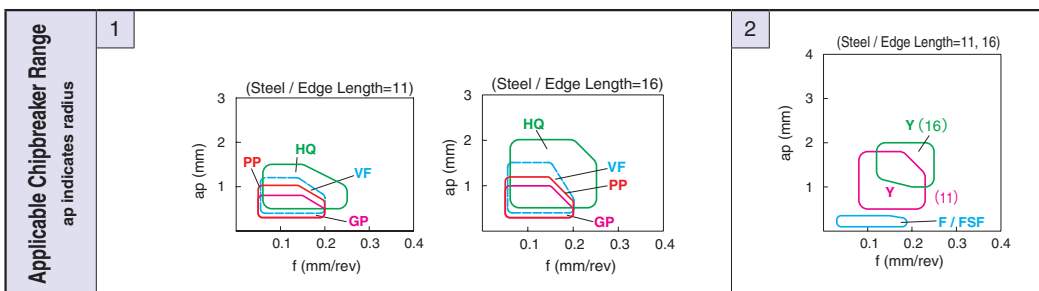 Applicable Chipbreaker Range
ap indicates radius
1
(Steel / Edge Length=11)
3
2
1
ap (mm)
PP
HQ
VF
GP
0.1 0.2 0.3 0.4
f (mm/rev)
(Steel / Edge Length=16)
3
2
1
ap (mm)
HQ
VF
PP
GP
0.1 0.2 0.3 0.4
f (mm/rev)
2
(Steel / Edge Length=11, 16)
4
3
2
1
ap (mm)
Y (16)
Y (11)
F / FSF
0.1 0.2 0.3 0.4
f (mm/rev)